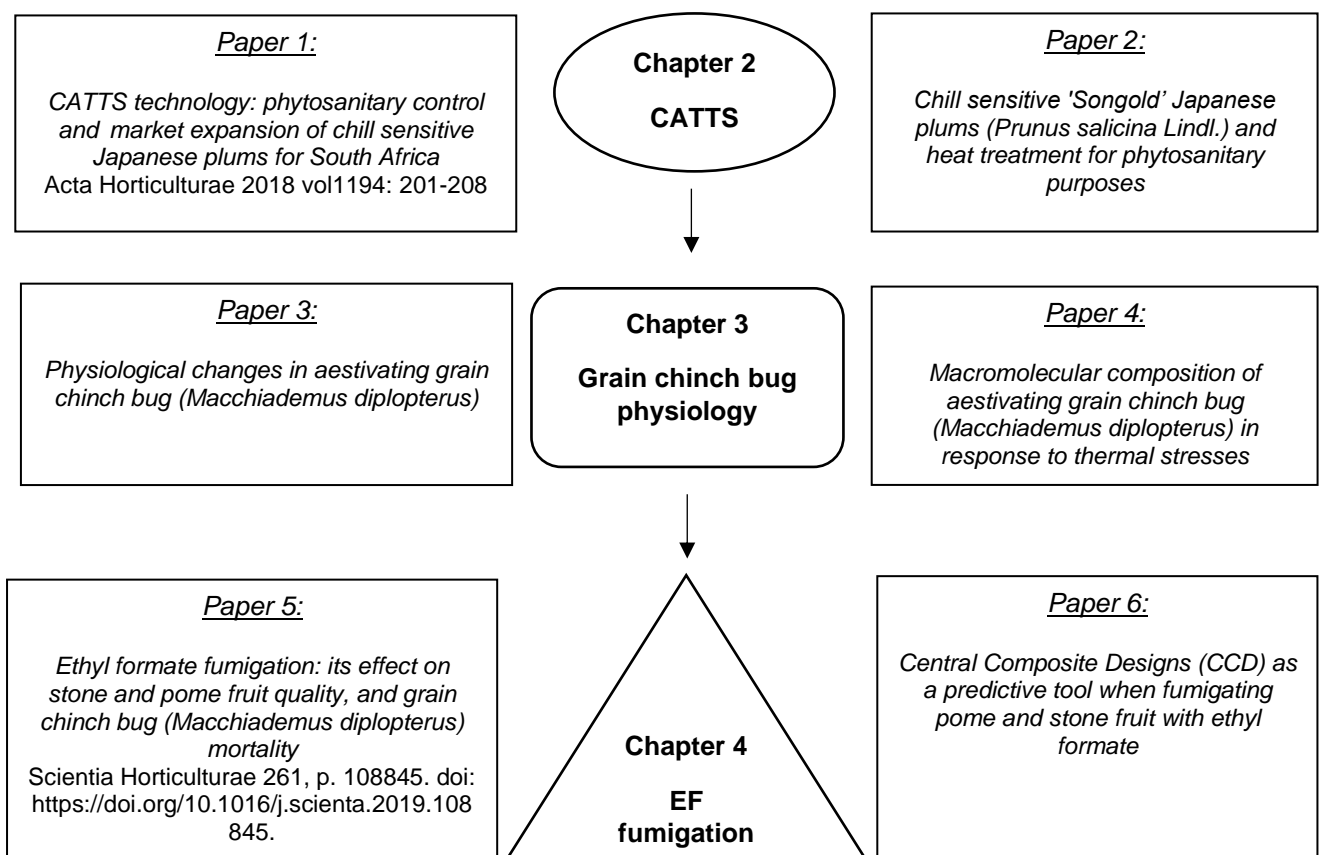 Paper 1:
CATTS technology: phytosanitary control
and market expansion of chill sensitive
Japanese plums for South Africa
Acta Horticulturae 2018 vol1194: 201-208
Chapter 2
CATTS
Paper 2:
Chill sensitive 'Songold’ Japanese
plums (Prunus salicina Lindl.) and
heat treatment for phytosanitary
purposes
Paper 3:
Physiological changes in aestivating grain
chinch bug (Macchiademus diplopterus)
Chapter 3
Grain chinch bug
physiology
Paper 4:
Macromolecular composition of
aestivating grain chinch bug
(Macchiademus diplopterus) in
response to thermal stresses
Paper 5:
Ethyl formate fumigation: its effect on
stone and pome fruit quality, and grain
chinch bug (Macchiademus diplopterus)
mortality
Scientia Horticulturae 261, p. 108845. doi:
https://doi.org/10.1016/j.scienta.2019.108
845.
Chapter 4
EF
fumigation
Paper 6:
Central Composite Designs (CCD) as
a predictive tool when fumigating
pome and stone fruit with ethyl
formate